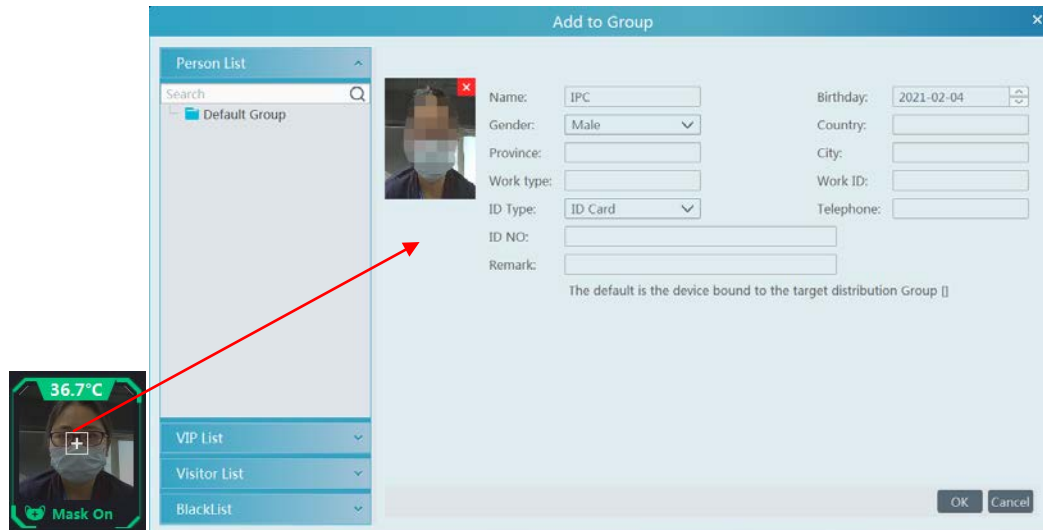 Add to Group
Person List
Search
Default Group
Name: IPC Birthday: 2021-02-04
Gender: Male Country:
Province: City:
Work type: Work ID:
ID Type: ID Card Telephone:
ID NO:
Remark:
The default is the device bound to the target distribution Group []
36.7°C
Mask On
VIP List
Visitor List
BlackList
OK Cancel